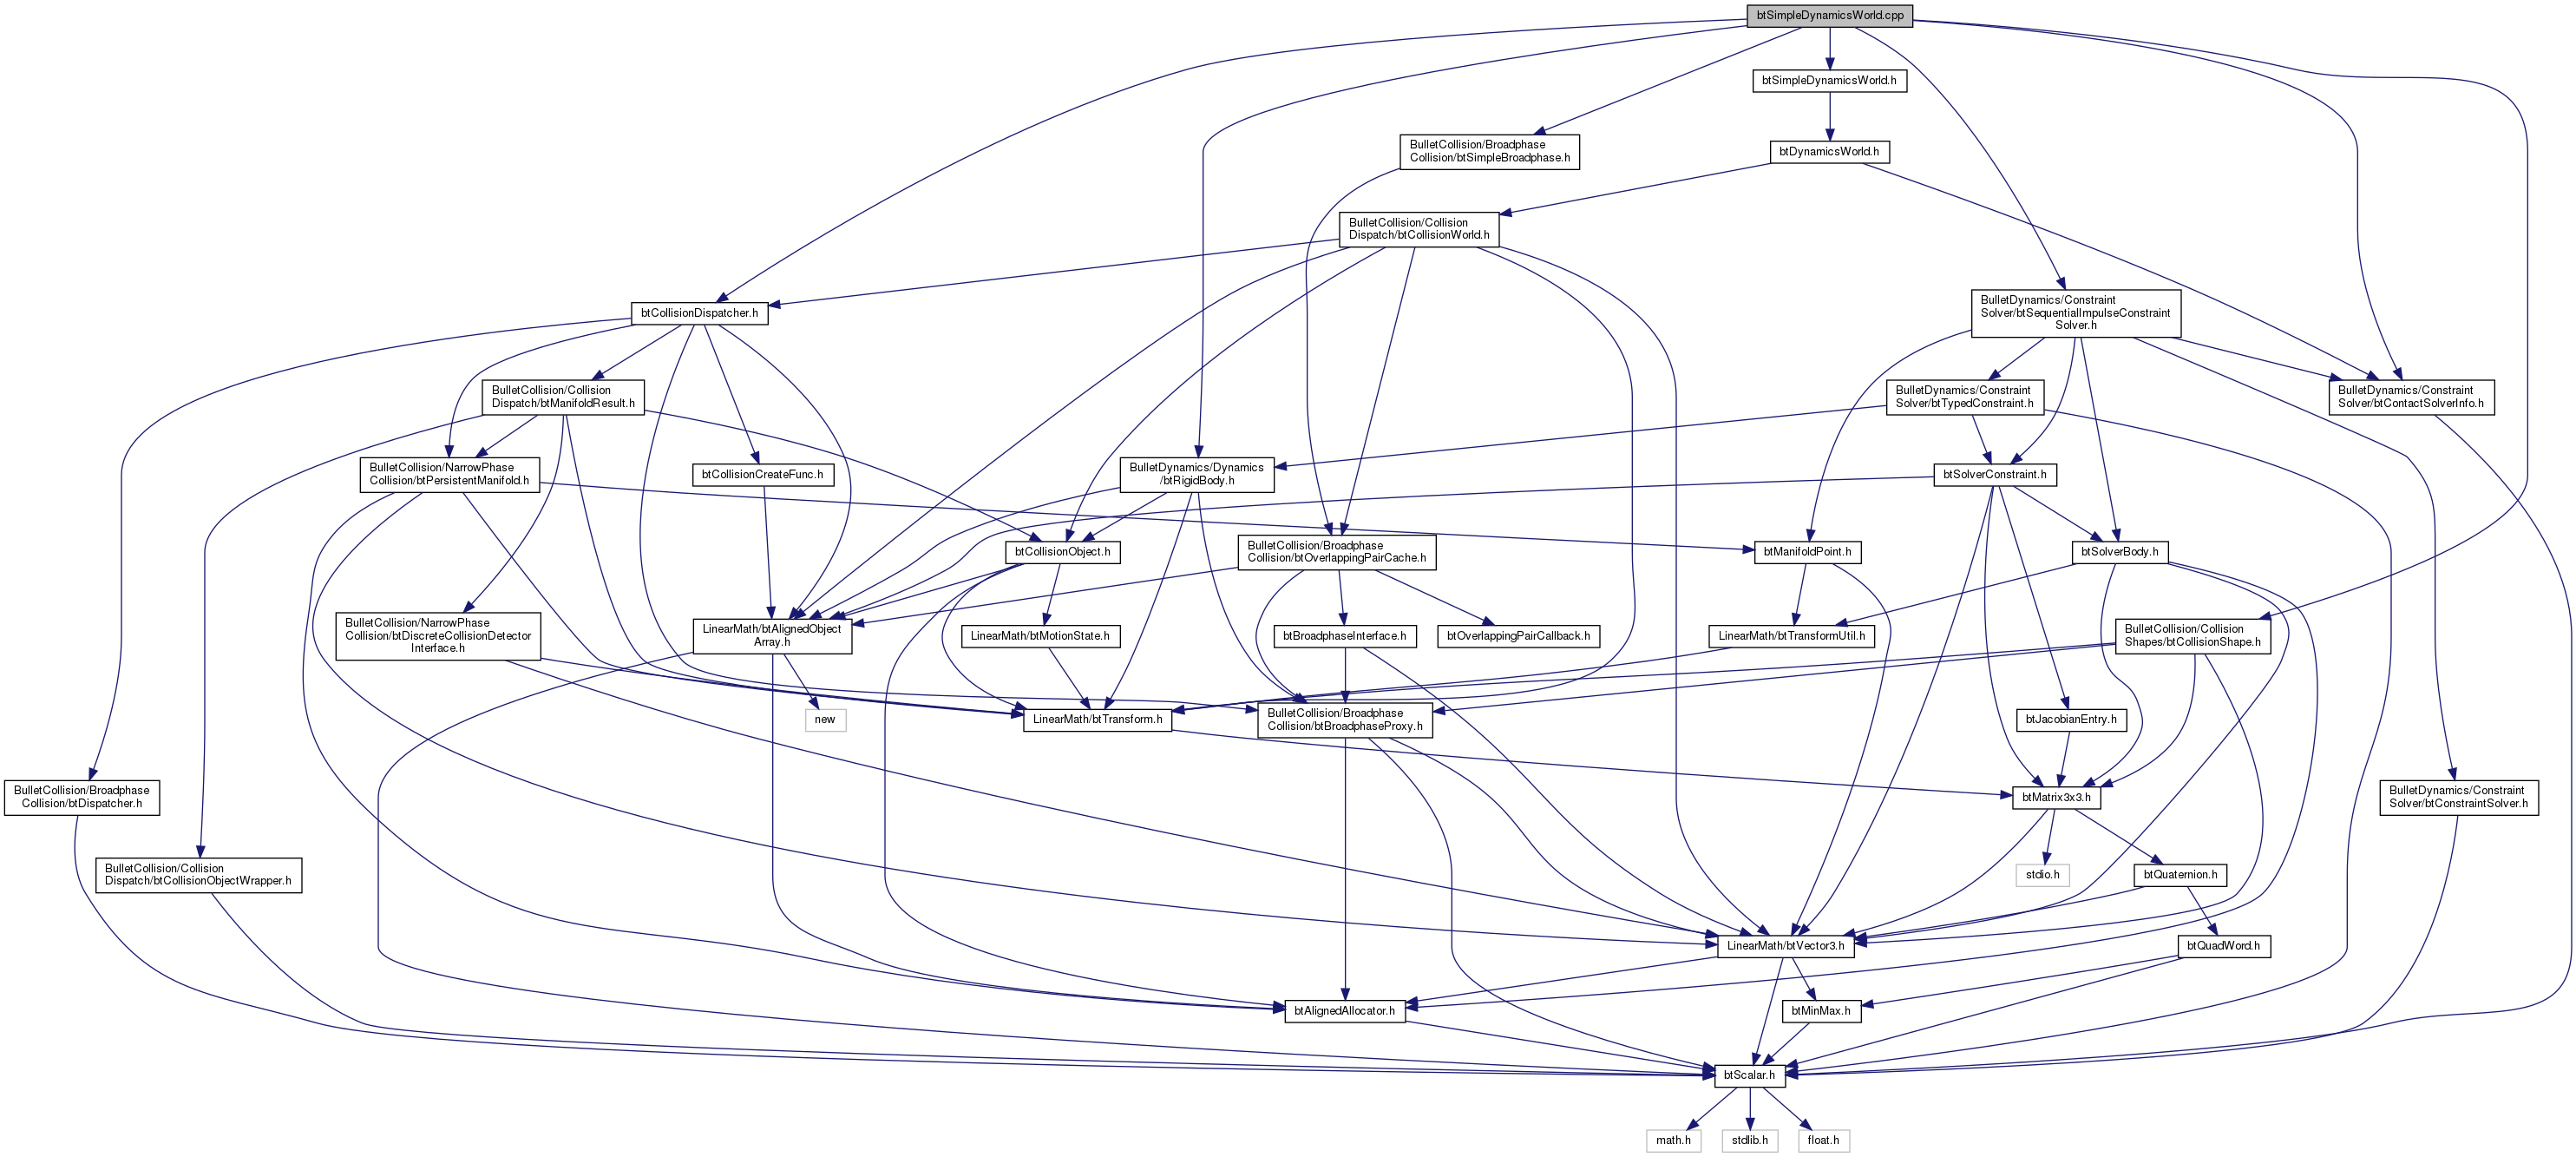 btSimpleDynamicsWorld.cpp
btSimpleDynamicsWorld.h
BulletCollision/Broadphase
Collision/btSimpleBroadphase.h
btDynamicsWorld.h
BulletCollision/Collision
Dispatch/btCollisionWorld.h
btCollisionDispatcher.h
BulletDynamics/Constraint
Solver/btSequentialImpulseConstraint
Solver.h
BulletCollision/Collision
Dispatch/btManifoldResult.h
BulletDynamics/Constraint
Solver/btTypedConstraint.h
BulletDynamics/Constraint
Solver/btContactSolverInfo.h
BulletCollision/NarrowPhase
Collision/btPersistentManifold.h
btCollisionCreateFunc.h
BulletDynamics/Dynamics
/btRigidBody.h
btSolverConstraint.h
btCollisionObject.h
BulletCollision/Broadphase
Collision/btOverlappingPairCache.h
btManifoldPoint.h
btSolverBody.h
BulletCollision/NarrowPhase
Collision/btDiscreteCollisionDetector
Interface.h
LinearMath/btAlignedObject
Array.h
LinearMath/btMotionState.h
btBroadphaseInterface.h
btOverlappingPairCallback.h
LinearMath/btTransformUtil.h
BulletCollision/Collision
Shapes/btCollisionShape.h
new
LinearMath/btTransform.h
BulletCollision/Broadphase
Collision/btBroadphaseProxy.h
btJacobianEntry.h
BulletCollision/Broadphase
Collision/btDispatcher.h
btMatrix3x3.h
BulletDynamics/Constraint
Solver/btConstraintSolver.h
BulletCollision/Collision
Dispatch/btCollisionObjectWrapper.h
stdio.h
btQuaternion.h
LinearMath/btVector3.h
btQuadWord.h
btAlignedAllocator.h
btMinMax.h
btScalar.h
math.h
stdlib.h
float.h